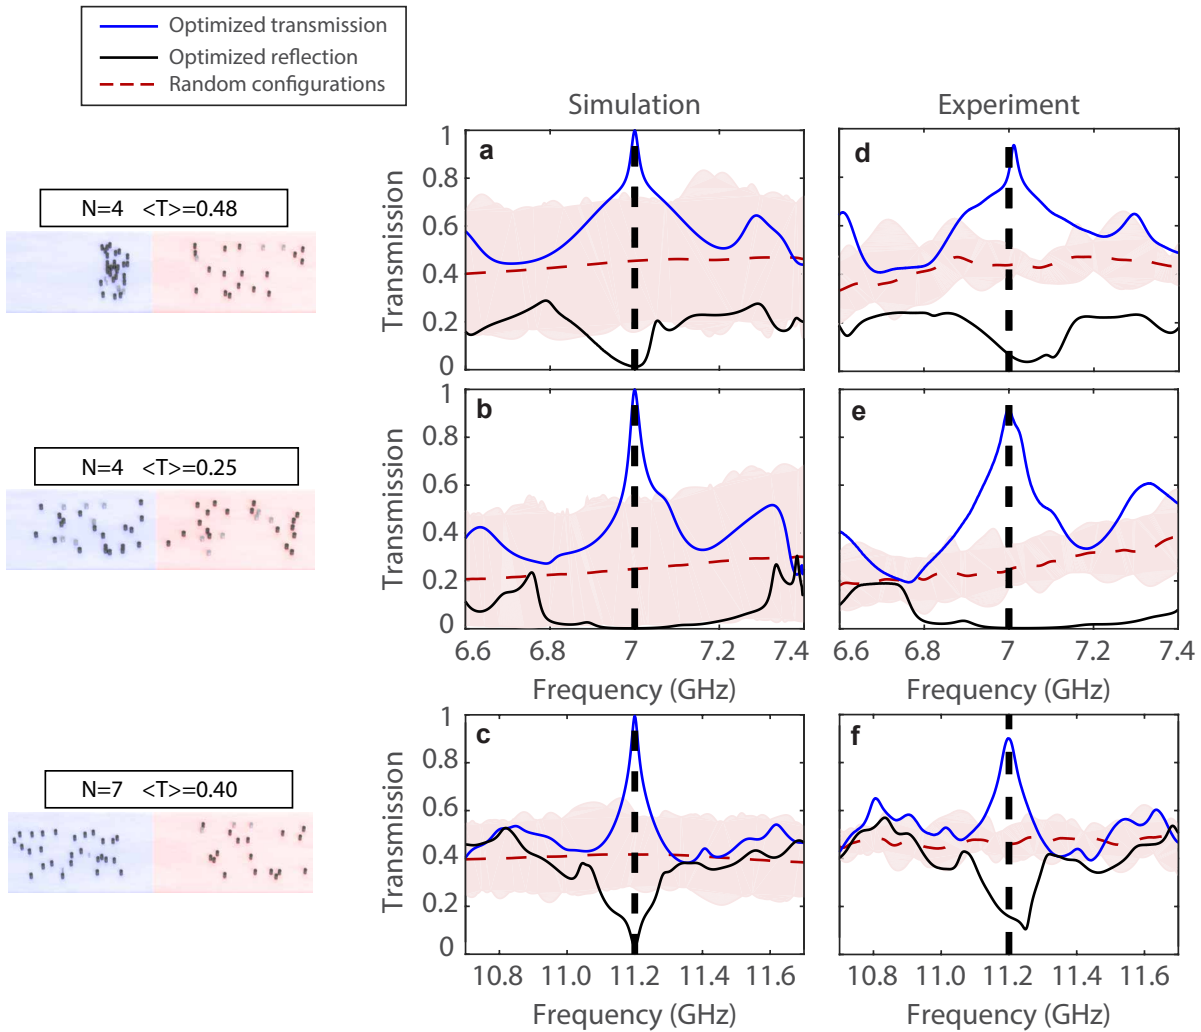 Optimized transmission
Optimized reflection
Random configurations
Simulation
Experiment
N=4 <T>=0.48
a
1
0.8
0.6
0.4
0.2
0
Transmission
d
N=4 <T>=0.25
b
1
0.8
0.6
0.4
0.2
0
Transmission
6.6 6.8 7 7.2 7.4
Frequency (GHz)
e
6.6 6.8 7 7.2 7.4
Frequency (GHz)
N=7 <T>=0.40
c
1
0.8
0.6
0.4
0.2
0
Transmission
10.8 11.0 11.2 11.4 11.6
Frequency (GHz)
f
10.8 11.0 11.2 11.4 11.6
Frequency (GHz)